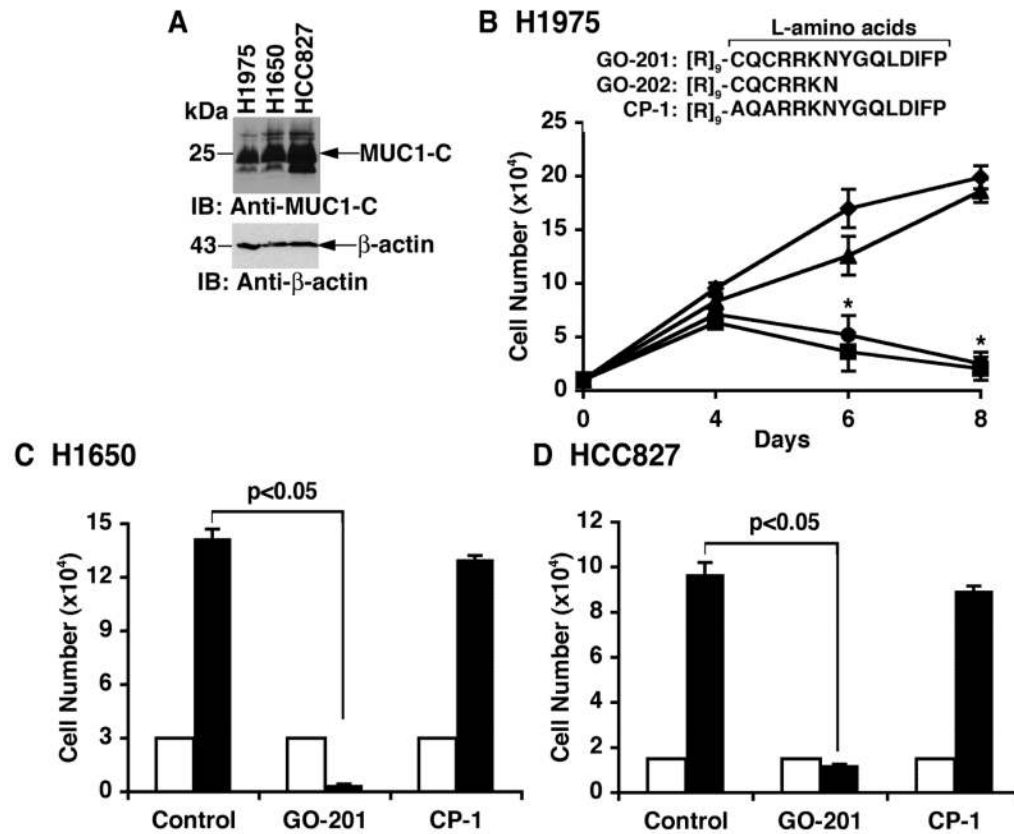 A
H1975
H1650
HCC827
kDa
25
MUC1-C
IB: Anti-MUC1-C
43
β-actin
IB: Anti-β-actin
B H1975
L-amino acids
GO-201: [R]9-CQCRRKNYGQLDIFP
GO-202: [R]9-CQCRRKN
CP-1: [R]9-AQARRKNYGQLDIFP
Cell Number (x10⁴)
25
20
15
10
5
0
*
*
0 4 6 8
Days
C H1650
p<0.05
Cell Number (x10⁴)
15
12
9
6
3
0
Control GO-201 CP-1
D HCC827
p<0.05
Cell Number (x10⁴)
12
10
8
6
4
2
0
Control GO-201 CP-1